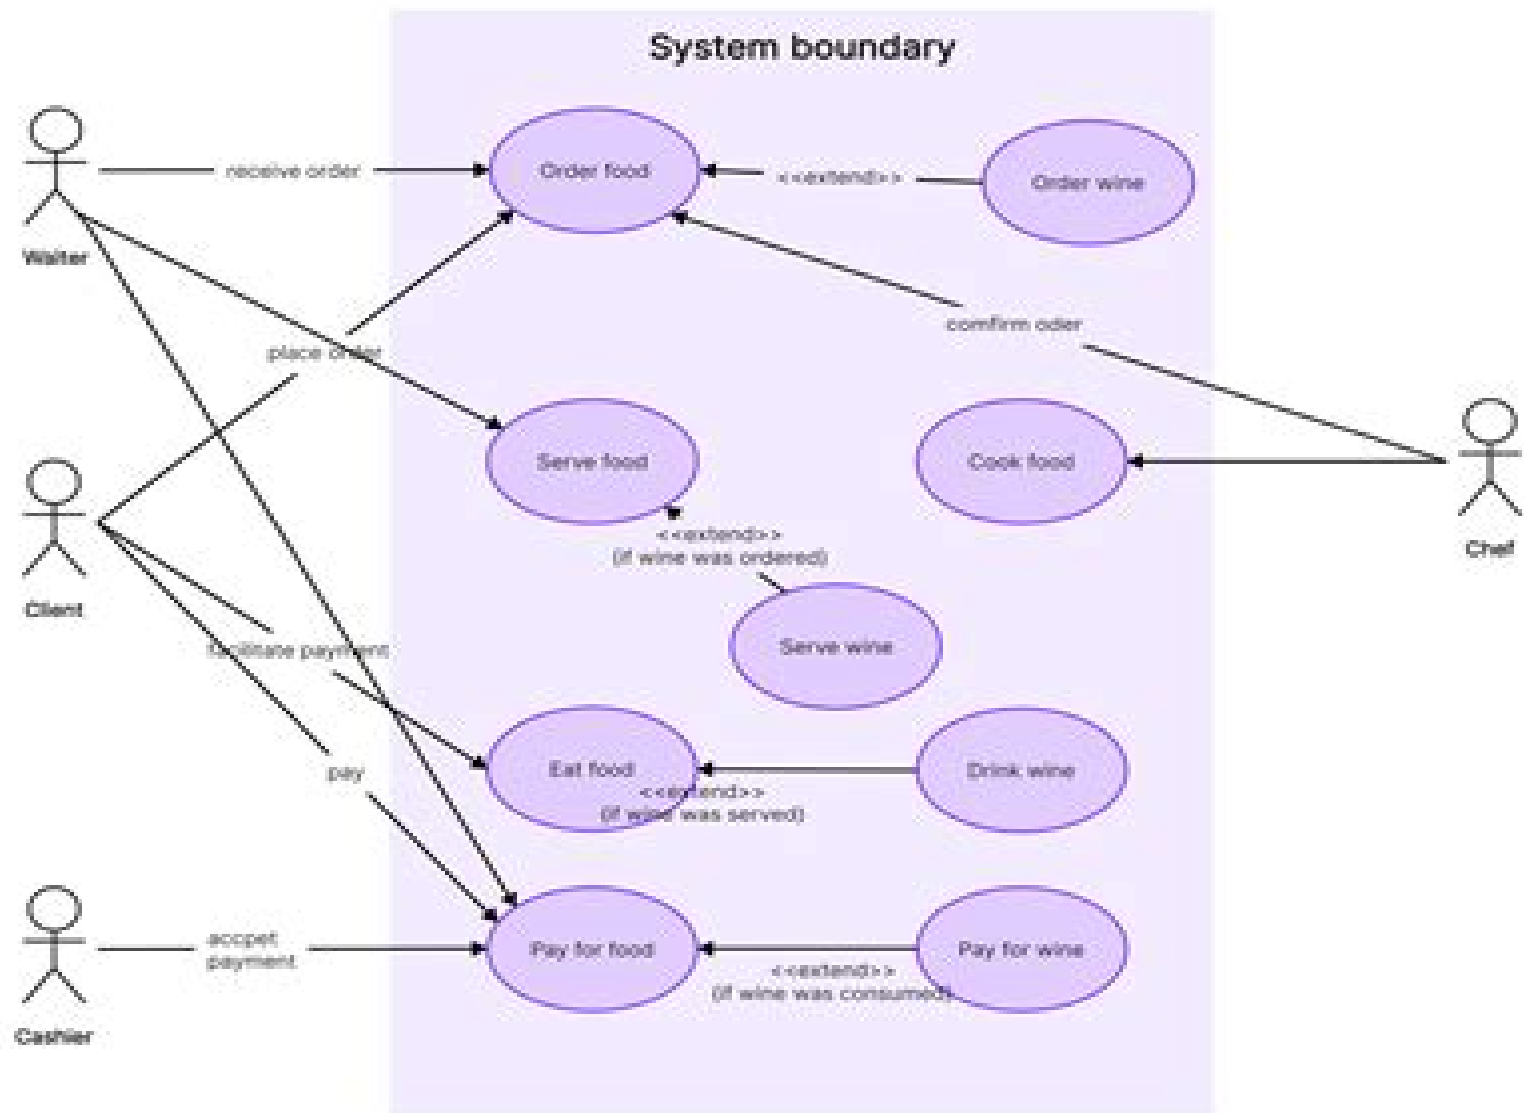 System boundary
receive order
Order food
<<extend>>
Order wine
Waiter
comfirm oder
place order
Serve food
Cook food
<<extend>>
(if wine was ordered)
Chef
Client
Serve wine
facilitate payment
Eat food
Drink wine
pay
<<extend>>
(if wine was served)
accpet
payment
Pay for food
Pay for wine
<<extend>>
(if wine was consumed)
Cashier